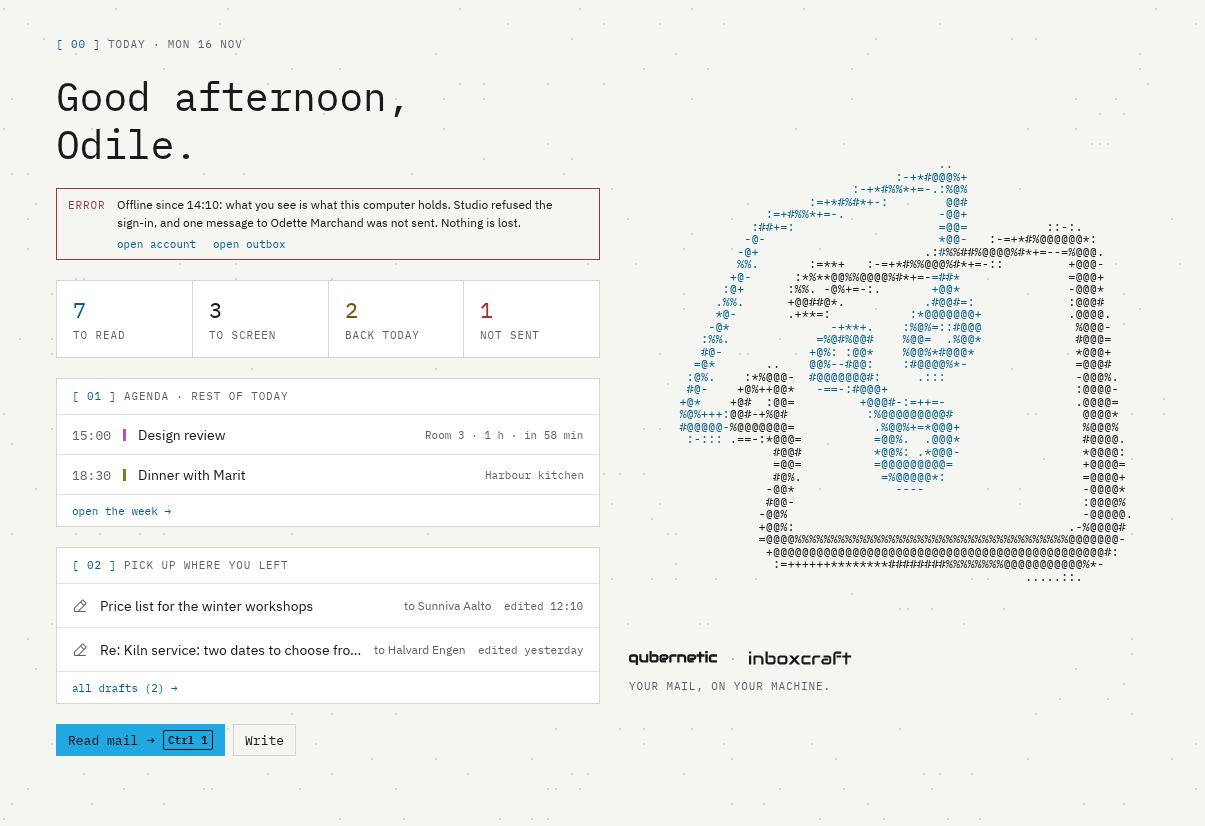 [ 00 ] TODAY · MON 16 NOV
Good afternoon,
Odile.
ERROR Offline since 14:10: what you see is what this computer holds. Studio refused the
sign-in, and one message to Odette Marchand was not sent. Nothing is lost.
open account open outbox
7 3 2 1
TO READ TO SCREEN BACK TODAY NOT SENT
[ 01 ] AGENDA · REST OF TODAY
15:00 Design review Room 3 · 1 h · in 58 min
18:30 Dinner with Marit Harbour kitchen
open the week →
[ 02 ] PICK UP WHERE YOU LEFT
Price list for the winter workshops to Sunniva Aalto edited 12:10
Re: Kiln service: two dates to choose fro... to Halvard Engen edited yesterday
all drafts (2) →
Read mail → Ctrl 1 Write
qubernetic · inboxcraft
YOUR MAIL, ON YOUR MACHINE.